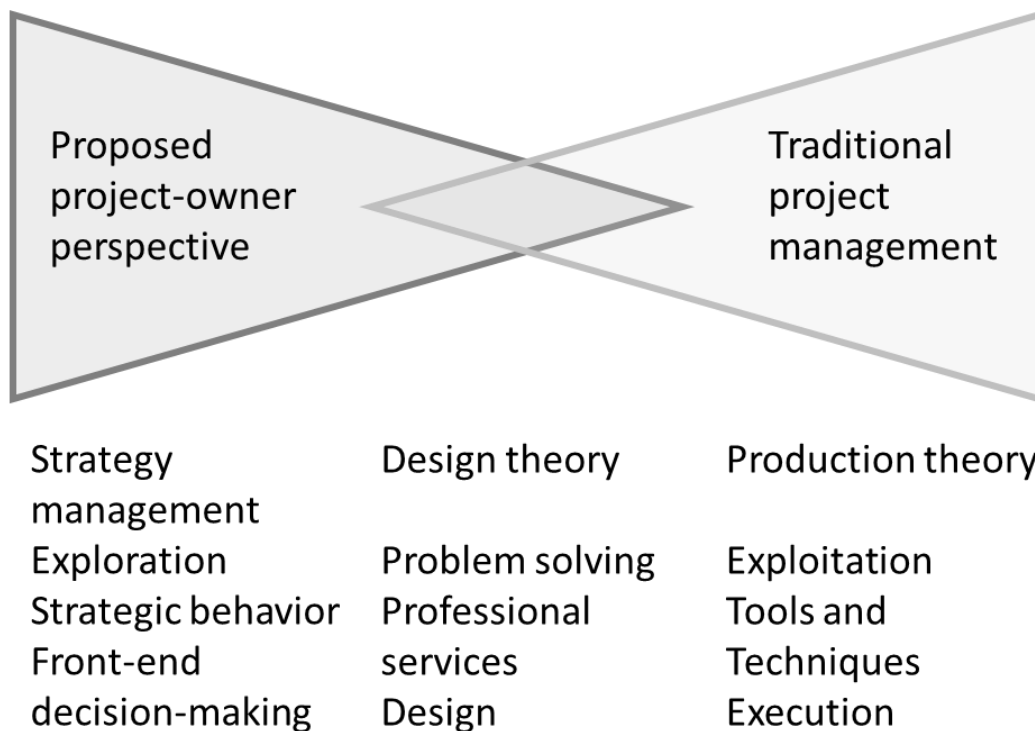 Proposed
project-owner
perspective
Traditional
project
management
Strategy
management
Exploration
Strategic behavior
Front-end
decision-making
Design theory
Problem solving
Professional
services
Design
Production theory
Exploitation
Tools and
Techniques
Execution